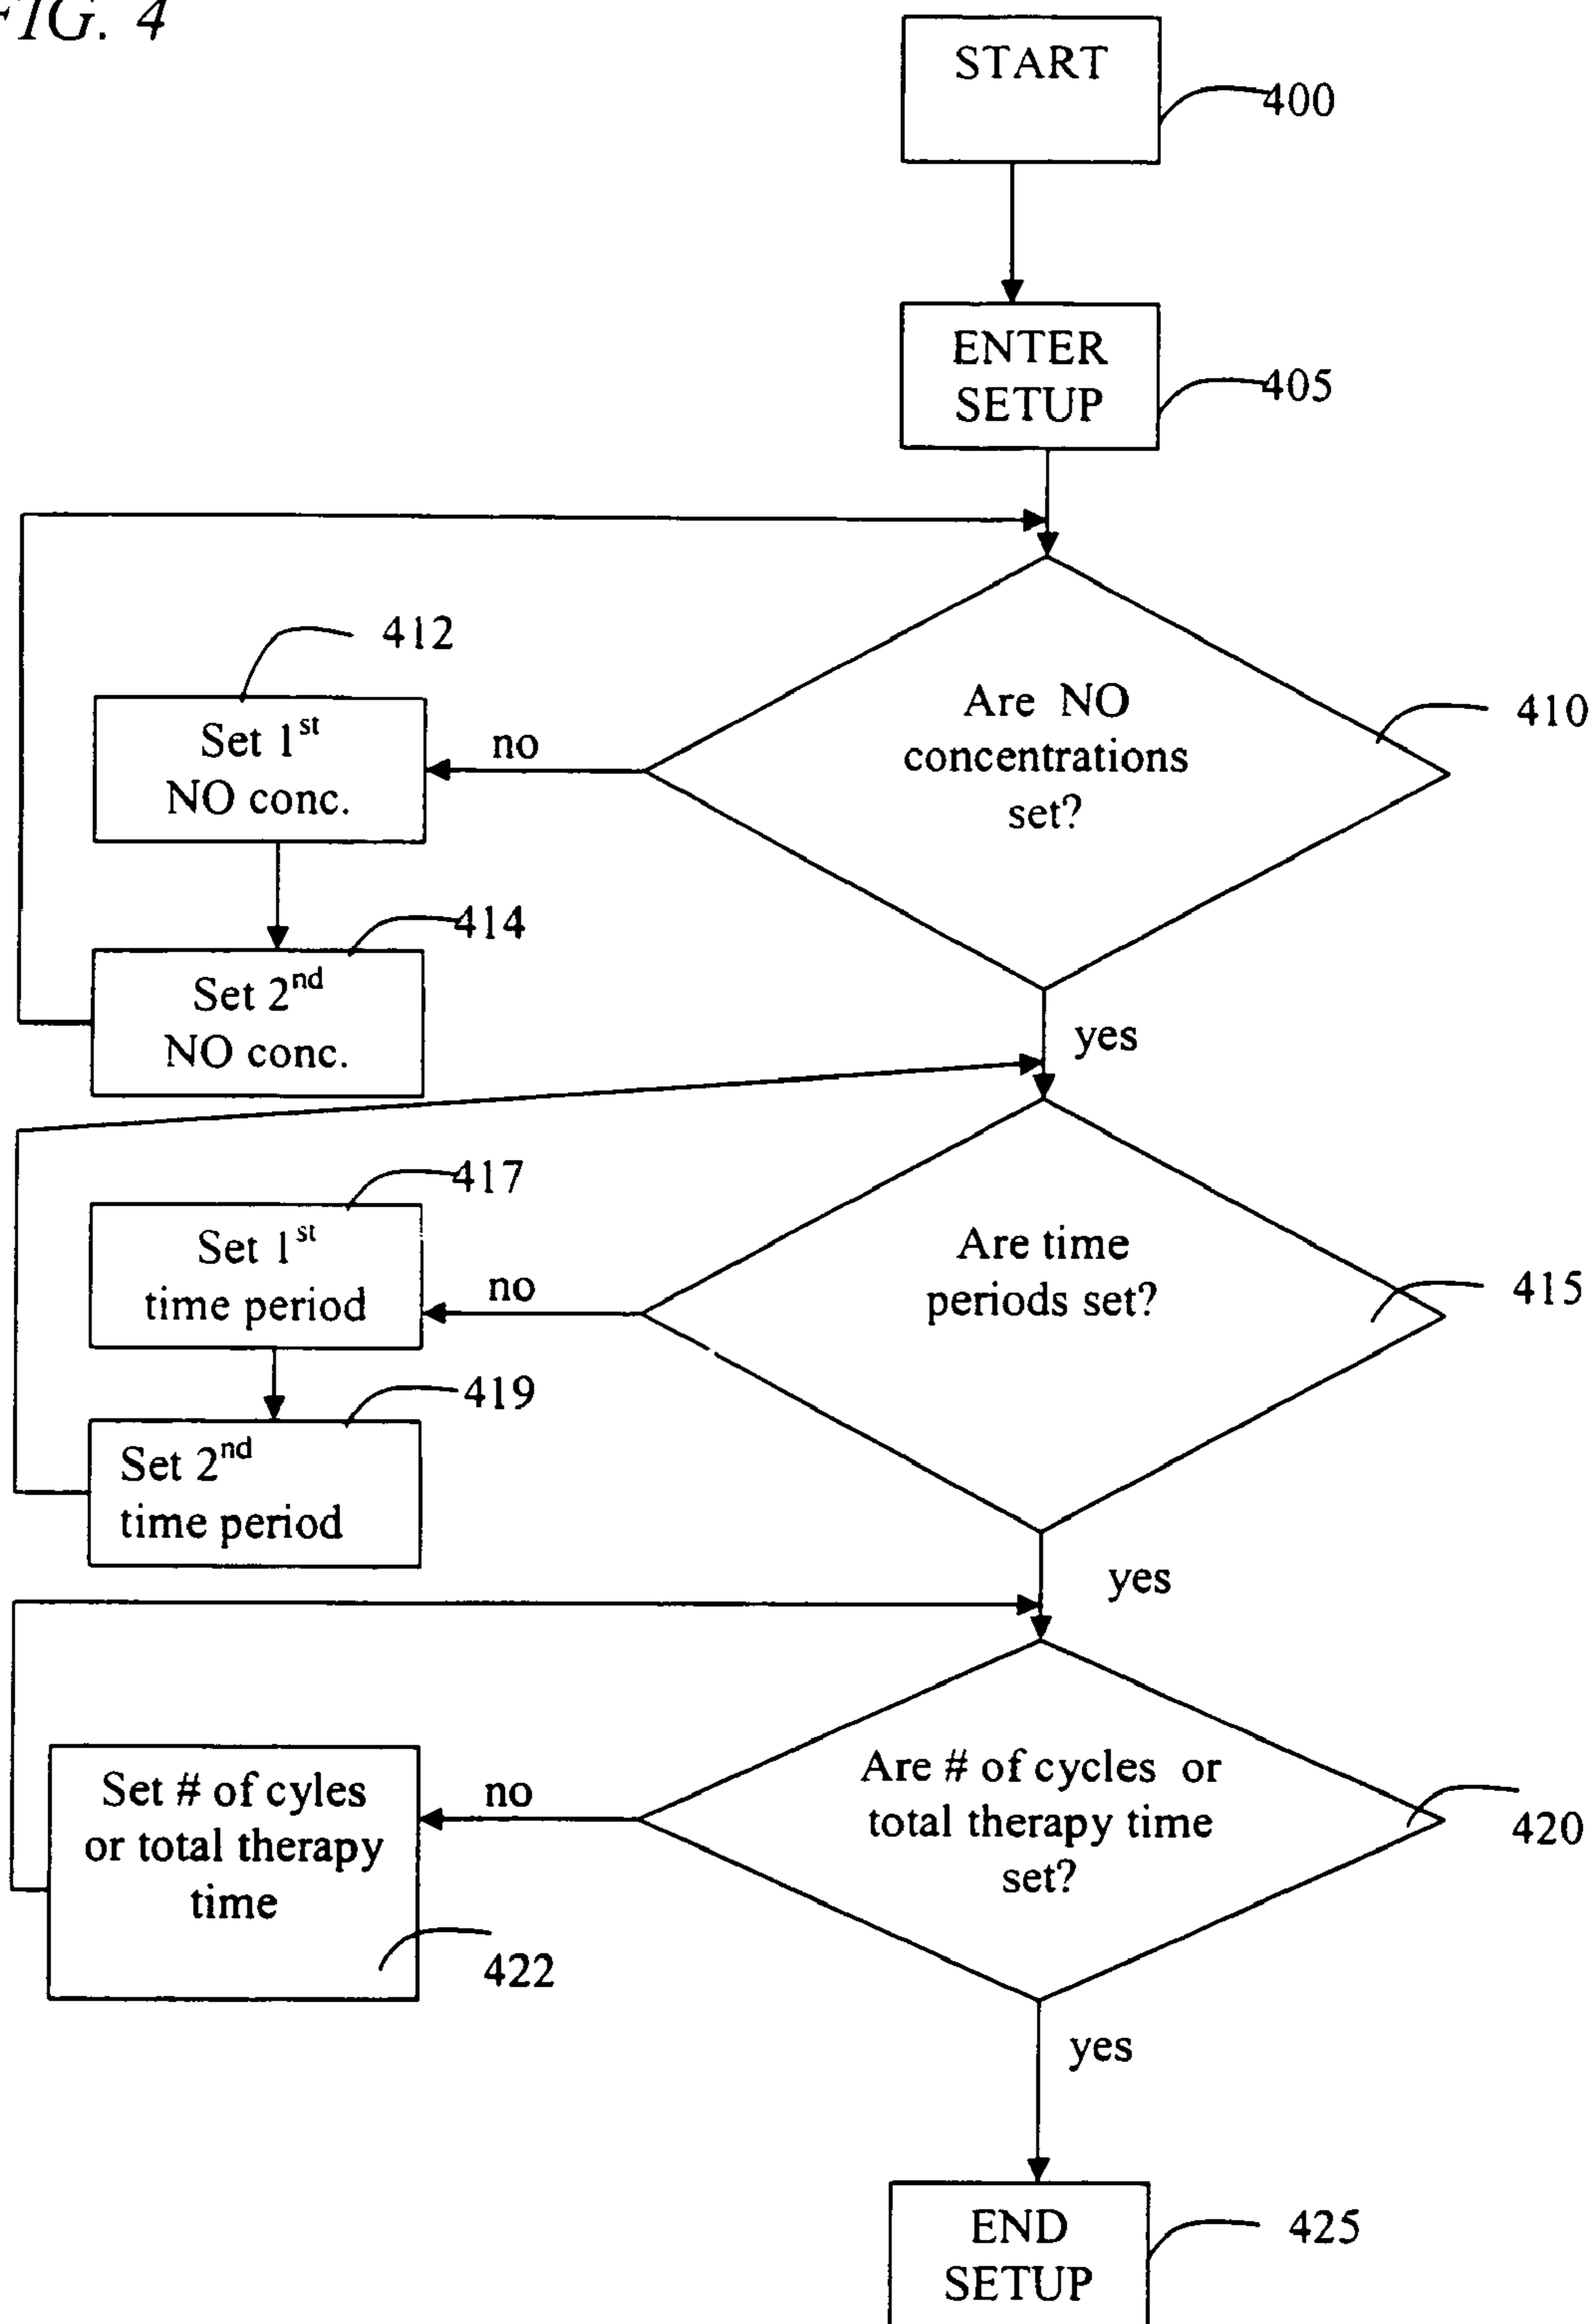 FIG. 4
START
400
ENTER
SETUP
405
412
Set 1st
NO conc.
no
Are NO
concentrations
set?
410
414
Set 2nd
NO conc.
yes
417
Set 1st
time period
no
Are time
periods set?
415
419
Set 2nd
time period
yes
Set # of cyles
or total therapy
time
no
Are # of cycles or
total therapy time
set?
420
422
yes
END
SETUP
425